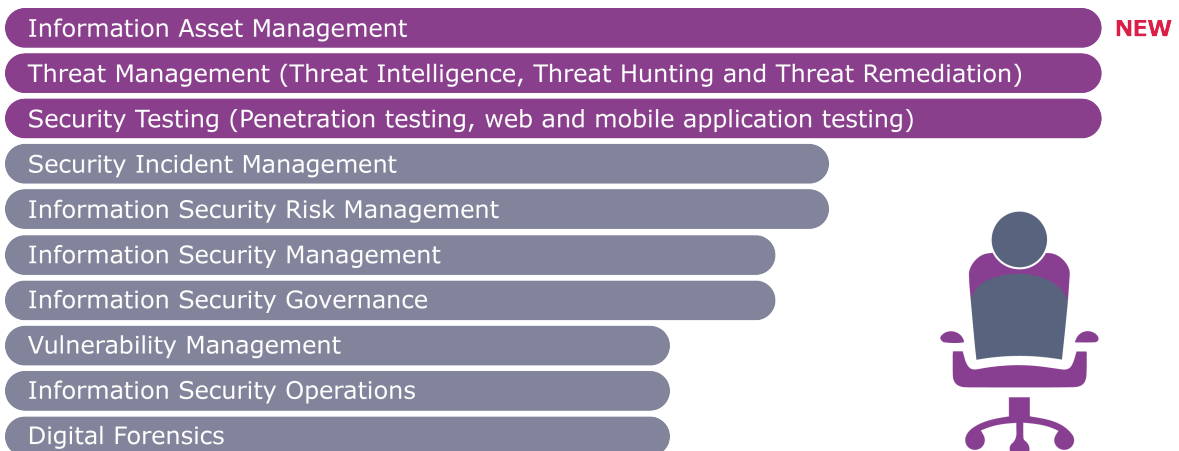 Information Asset Management
NEW
Threat Management (Threat Intelligence, Threat Hunting and Threat Remediation)
Security Testing (Penetration testing, web and mobile application testing)
Security Incident Management
Information Security Risk Management
Information Security Management
Information Security Governance
Vulnerability Management
Information Security Operations
Digital Forensics